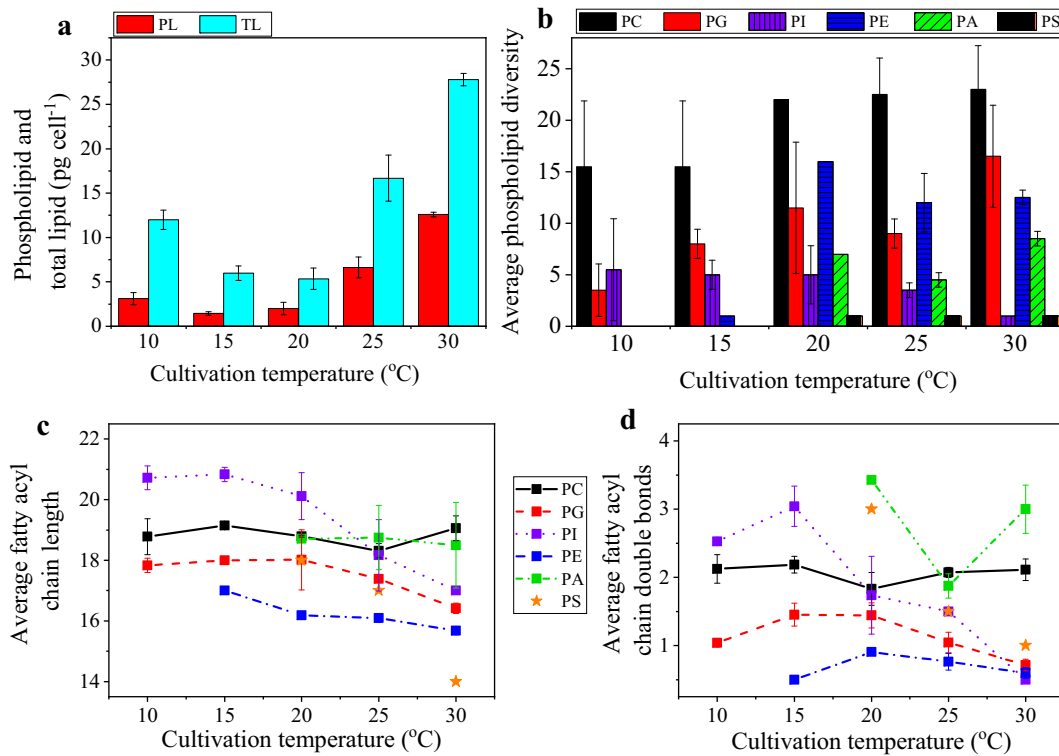 a
PL TL
Phospholipid and
total lipid (pg cell⁻¹)
30
25
20
15
10
5
0
10 15 20 25 30
Cultivation temperature (°C)
b
PC PG PI PE PA PS
Average phospholipid diversity
25
20
15
10
5
0
10 15 20 25 30
Cultivation temperature (°C)
c
Average fatty acyl
chain length
22
20
18
16
14
10 15 20 25 30
Cultivation temperature (°C)
PC
PG
PI
PE
PA
PS
d
Average fatty acyl
chain double bonds
4
3
2
1
10 15 20 25 30
Cultivation temperature (°C)